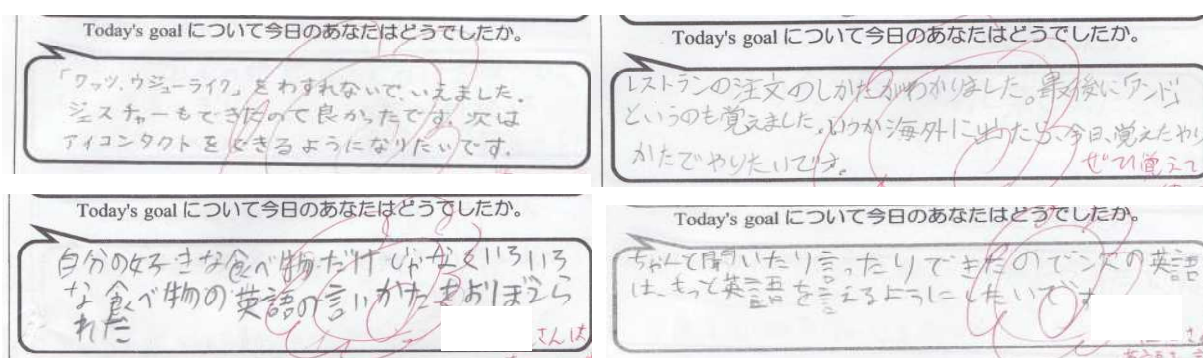 Today's goal について今日のあなたはどうでしたか。
「ワッツ、ウジューライク」をわすれないで、いえました。
ジェスチャーもできたので良かったです。次は
アイコンタクトをできるようになりたいです。
Today's goal について今日のあなたはどうでしたか。
レストランの注文のしかたがわかりました。最後に「アンド」
というのも覚えました。いつか海外に出たら、今日、覚えたやり
かたでやりたいです。
ぜひ覚えて
Today's goal について今日のあなたはどうでしたか。
自分の好きな食べ物だけじゃなくいろいろ
な食べ物の英語の言いかたをおぼえら
れた
さんは
Today's goal について今日のあなたはどうでしたか。
ちゃんと聞いたり言ったりできたので次の英語
は、もっと英語を言えるようにしたいです